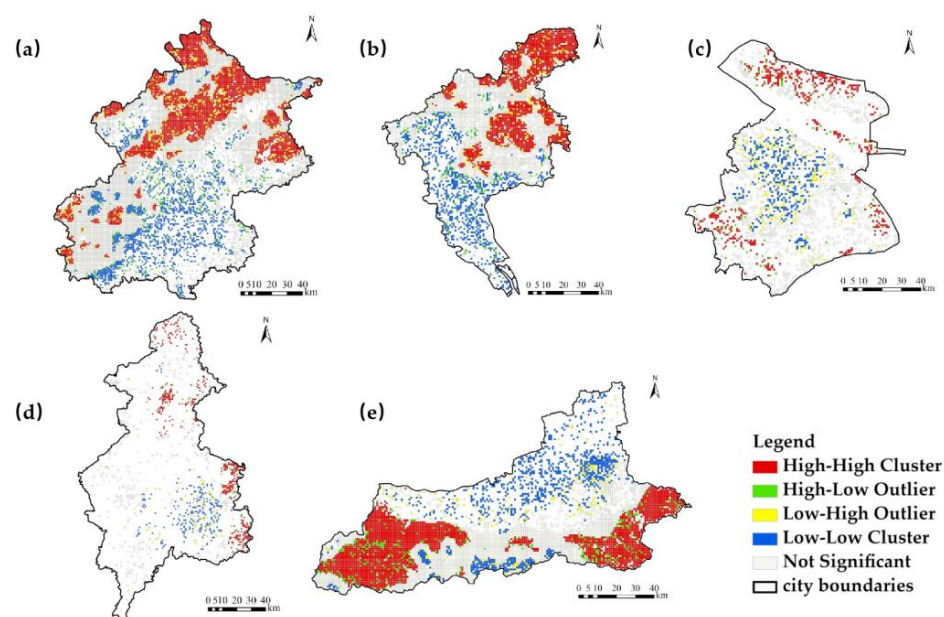 (a)
N
0 5 10 20 30 40
km
(b)
N
0 5 10 20 30 40
km
(c)
N
0 5 10 20 30 40
km
(d)
N
0 5 10 20 30 40
km
(e)
N
0 5 10 20 30 40
km
Legend
High-High Cluster
High-Low Outlier
Low-High Outlier
Low-Low Cluster
Not Significant
city boundaries